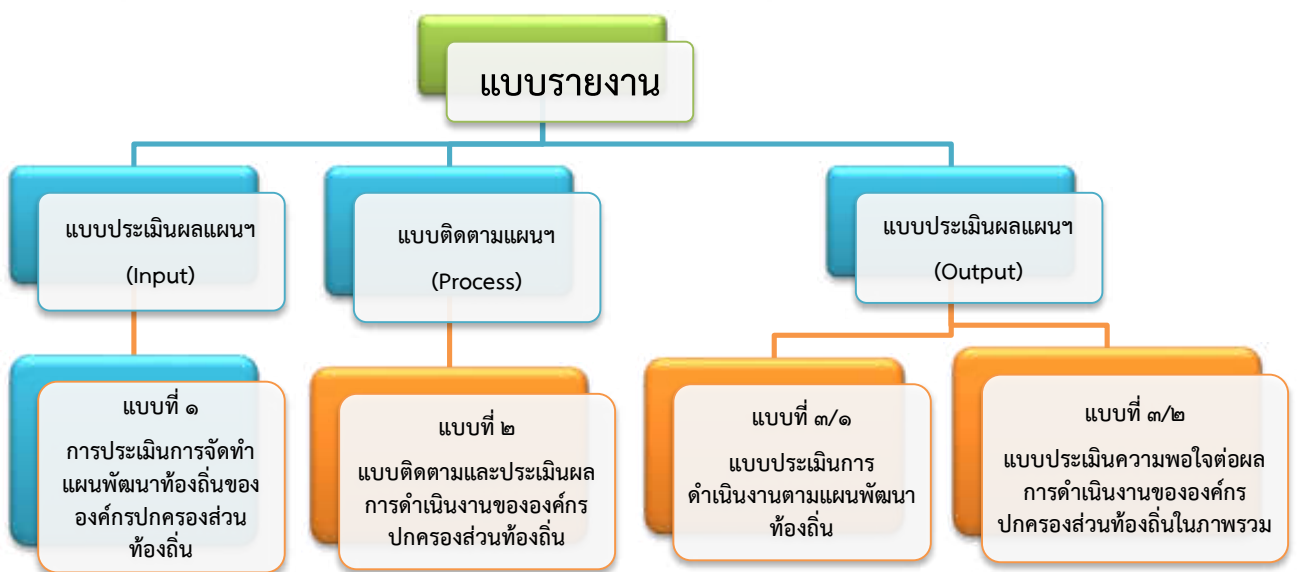 แบบรายงาน
แบบประเมินผลแผนฯ
(Input)
แบบติดตามแผนฯ
(Process)
แบบประเมินผลแผนฯ
(Output)
แบบที่ ๑
การประเมินการจัดทำ
แผนพัฒนาท้องถิ่นของ
องค์กรปกครองส่วน
ท้องถิ่น
แบบที่ ๒
แบบติดตามและประเมินผล
การดำเนินงานขององค์กร
ปกครองส่วนท้องถิ่น
แบบที่ ๓/๑
แบบประเมินการ
ดำเนินงานตามแผนพัฒนา
ท้องถิ่น
แบบที่ ๓/๒
แบบประเมินความพอใจต่อผล
การดำเนินงานขององค์กร
ปกครองส่วนท้องถิ่นในภาพรวม